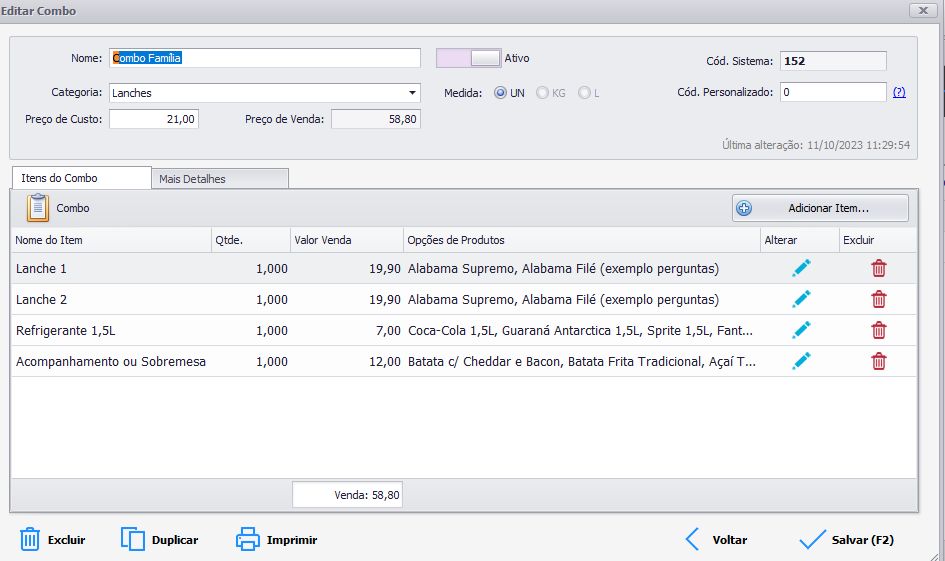 Editar Combo
Nome: Combo Família Ativo Cód. Sistema: 152
Categoria: Lanches Medida: UN KG L Cód. Personalizado: 0 (?)
Preço de Custo: 21,00 Preço de Venda: 58,80
Última alteração: 11/10/2023 11:29:54
Itens do Combo Mais Detalhes
Combo Adicionar Item...
Nome do Item Qtde. Valor Venda Opções de Produtos Alterar Excluir
Lanche 1 1,000 19,90 Alabama Supremo, Alabama Filé (exemplo perguntas)
Lanche 2 1,000 19,90 Alabama Supremo, Alabama Filé (exemplo perguntas)
Refrigerante 1,5L 1,000 7,00 Coca-Cola 1,5L, Guaraná Antarctica 1,5L, Sprite 1,5L, Fant...
Acompanhamento ou Sobremesa 1,000 12,00 Batata c/ Cheddar e Bacon, Batata Frita Tradicional, Açaí T...
Venda: 58,80
Excluir Duplicar Imprimir Voltar Salvar (F2)